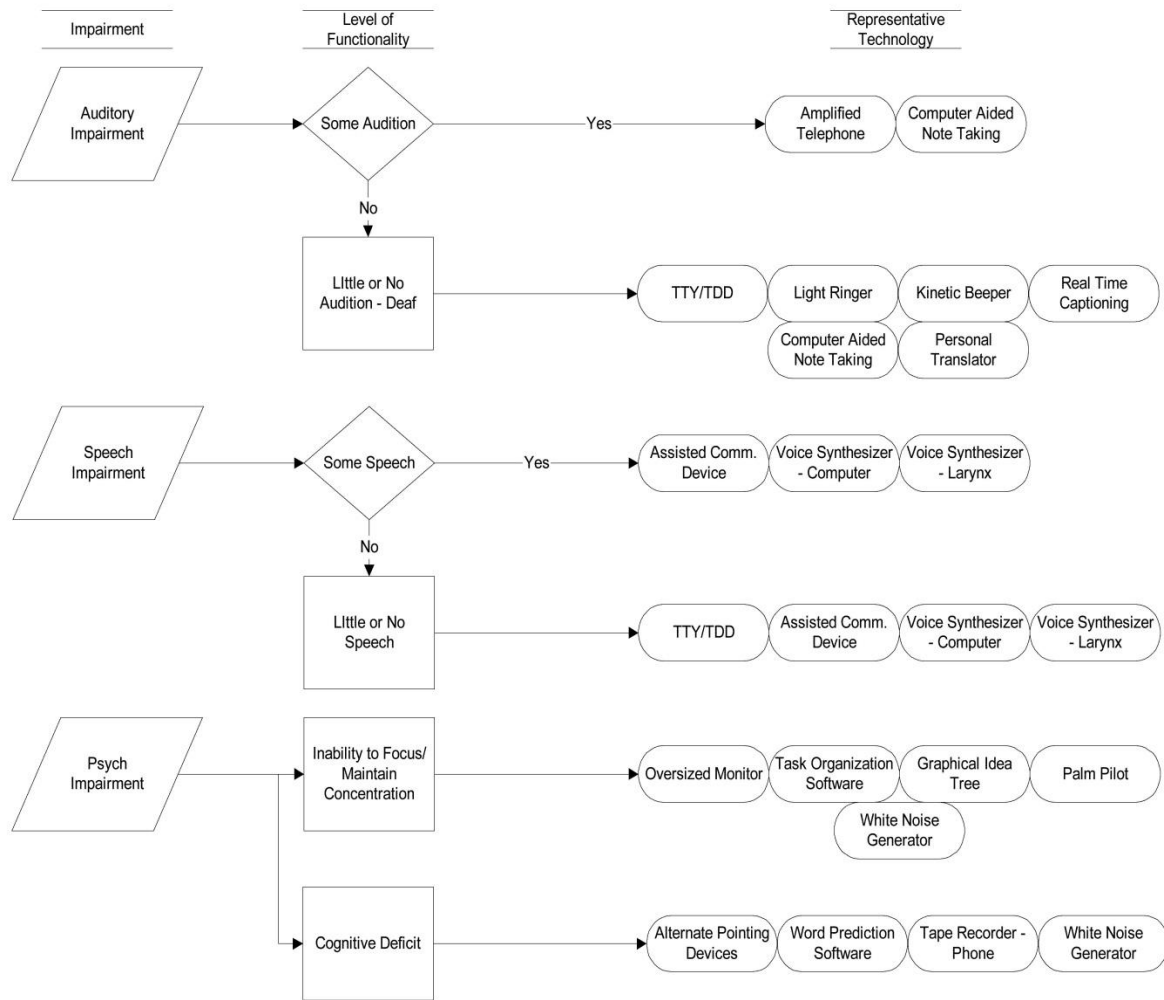 Impairment
Level of
Functionality
Representative
Technology
Auditory
Impairment
Some Audition
Yes
Amplified
Telephone
Computer Aided
Note Taking
No
LIttle or No
Audition - Deaf
TTY/TDD
Light Ringer
Kinetic Beeper
Real Time
Captioning
Computer Aided
Note Taking
Personal
Translator
Speech
Impairment
Some Speech
Yes
Assisted Comm.
Device
Voice Synthesizer
- Computer
Voice Synthesizer
- Larynx
No
LIttle or No
Speech
TTY/TDD
Assisted Comm.
Device
Voice Synthesizer
- Computer
Voice Synthesizer
- Larynx
Psych
Impairment
Inability to Focus/
Maintain
Concentration
Oversized Monitor
Task Organization
Software
Graphical Idea
Tree
Palm Pilot
White Noise
Generator
Cognitive Deficit
Alternate Pointing
Devices
Word Prediction
Software
Tape Recorder -
Phone
White Noise
Generator